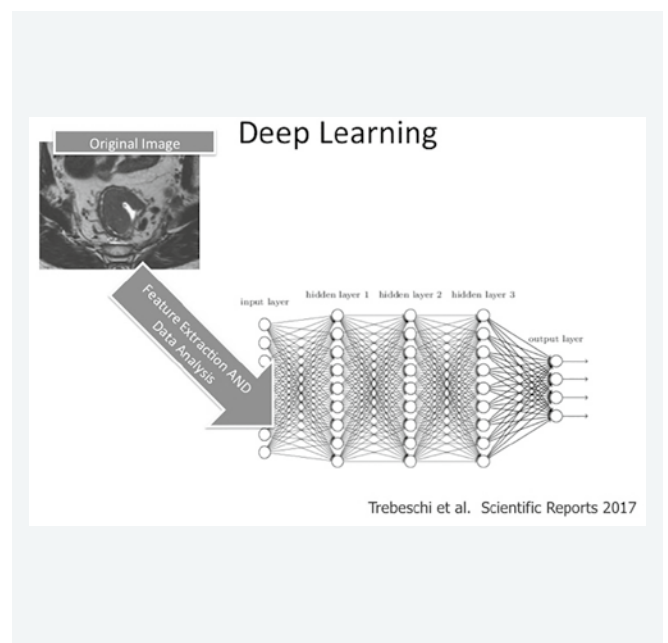 Original Image
Deep Learning
Feature Extraction AND
Data Analysis
input layer
hidden layer 1 hidden layer 2 hidden layer 3
output layer
Trebeschi et al. Scientific Reports 2017